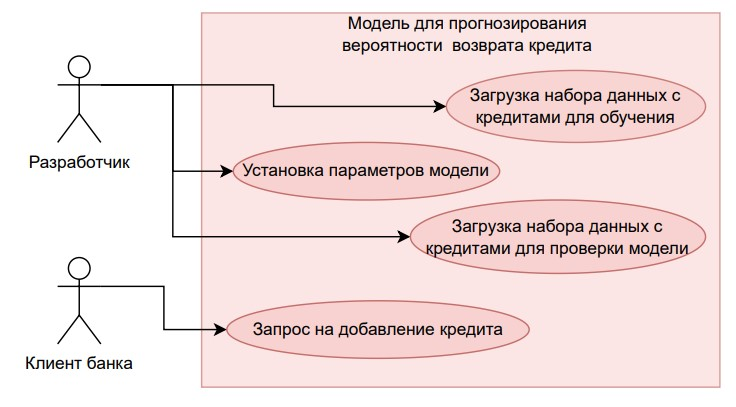 Модель для прогнозирования
вероятности возврата кредита
Загрузка набора данных с
кредитами для обучения
Разработчик
Установка параметров модели
Загрузка набора данных с
кредитами для проверки модели
Запрос на добавление кредита
Клиент банка